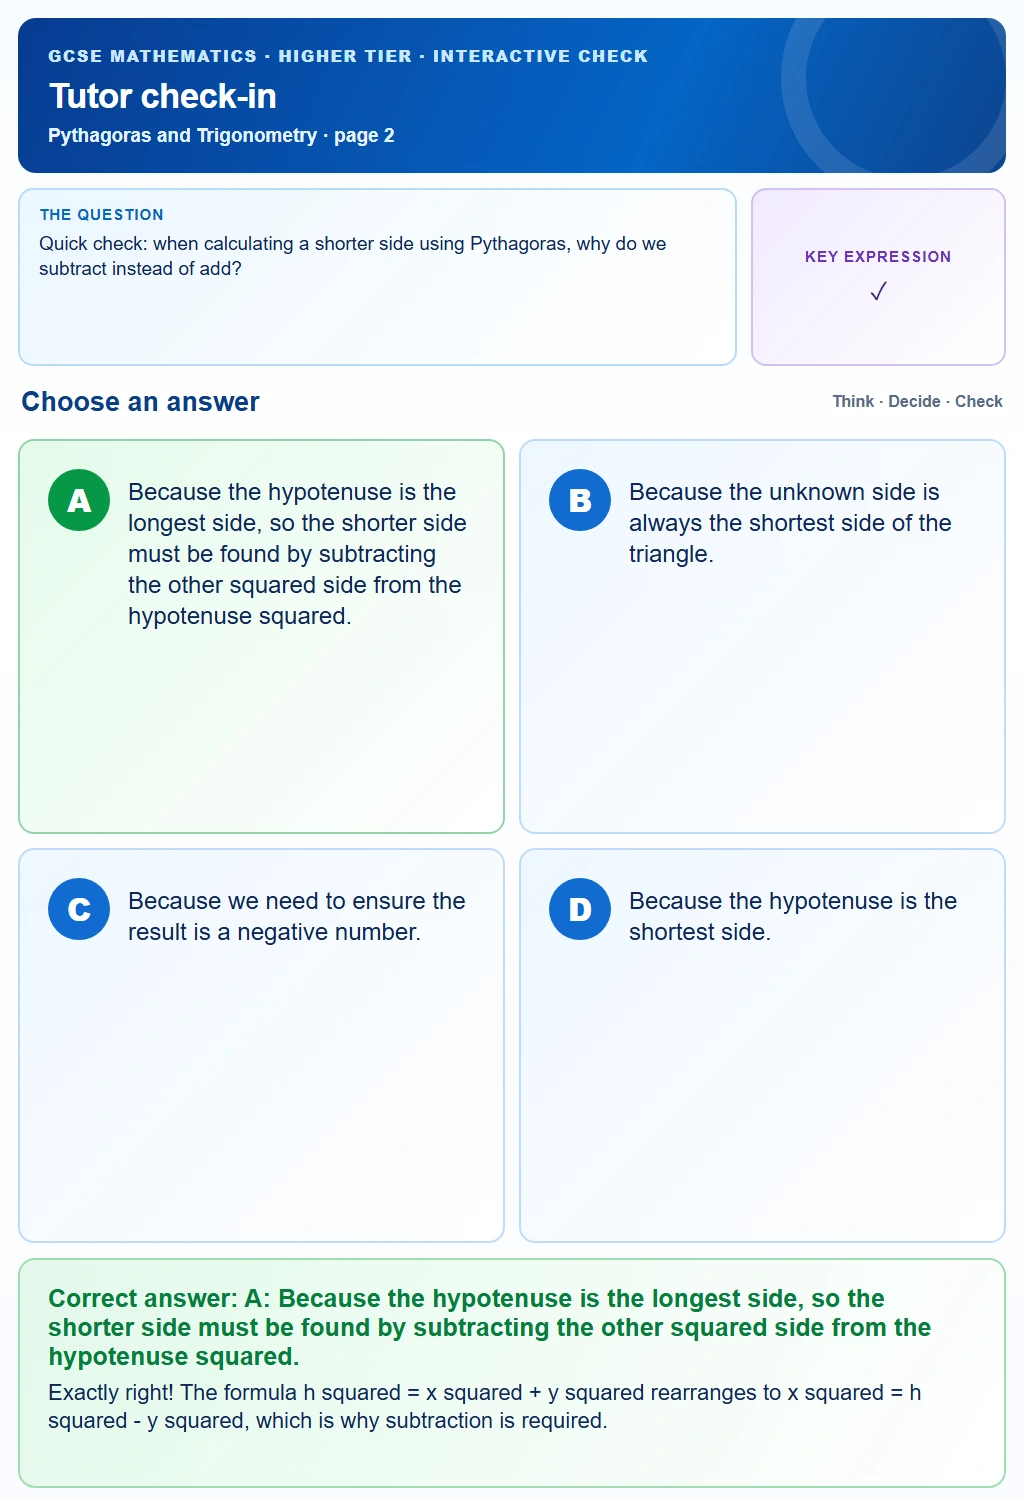 GCSE MATHEMATICS · HIGHER TIER · INTERACTIVE CHECK
Tutor check-in
Pythagoras and Trigonometry · page 2
THE QUESTION
Quick check: when calculating a shorter side using Pythagoras, why do we
subtract instead of add?
KEY EXPRESSION
✓
Choose an answer
Think · Decide · Check
A
Because the hypotenuse is the
longest side, so the shorter side
must be found by subtracting
the other squared side from the
hypotenuse squared.
B
Because the unknown side is
always the shortest side of the
triangle.
C
Because we need to ensure the
result is a negative number.
D
Because the hypotenuse is the
shortest side.
Correct answer: A: Because the hypotenuse is the longest side, so the
shorter side must be found by subtracting the other squared side from the
hypotenuse squared.
Exactly right! The formula h squared = x squared + y squared rearranges to x squared = h
squared - y squared, which is why subtraction is required.